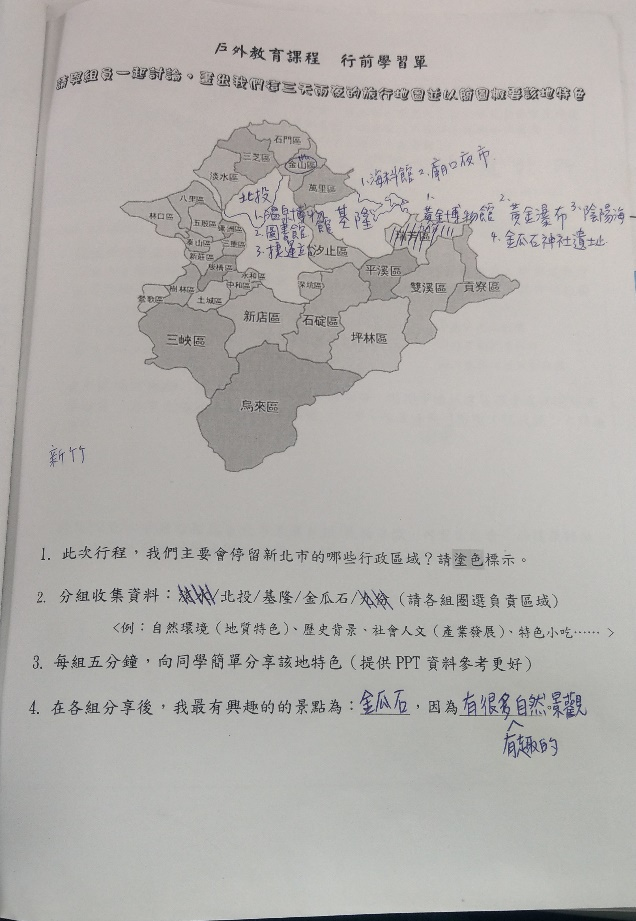 戶外教育課程 行前學習單
請與組員一起討論,畫出我們這三天兩夜的旅行地圖並以簡圖概要該地特色
石門區
三芝區
金山區
淡水區
萬里區
1.海科館 2.廟口夜市
北投
八里區
林口區
五股區
蘆洲區
1.溫泉博物館
基隆
1.黃金博物館 2.黃金瀑布 3.陰陽海
2.圖書館
4.金瓜石神社遺址
泰山區
三重區
3.捷運站
汐止區
瑞芳區
新莊區
板橋區
平溪區
永和區
中和區
深坑區
雙溪區
貢寮區
樹林區
鶯歌區
土城區
新店區
石碇區
三峽區
坪林區
烏來區
新竹
1. 此次行程,我們主要會停留新北市的哪些行政區域?請塗色標示。
2. 分組收集資料:/北投/基隆/金瓜石/(請各組圈選負責區域)
<例:自然環境(地質特色)、歷史背景、社會人文(產業發展)、特色小吃…… >
3. 每組五分鐘,向同學簡單分享該地特色(提供 PPT 資料參考更好)
4. 在各組分享後,我最有興趣的的景點為:金瓜石,因為有很多自然景觀
有趣的